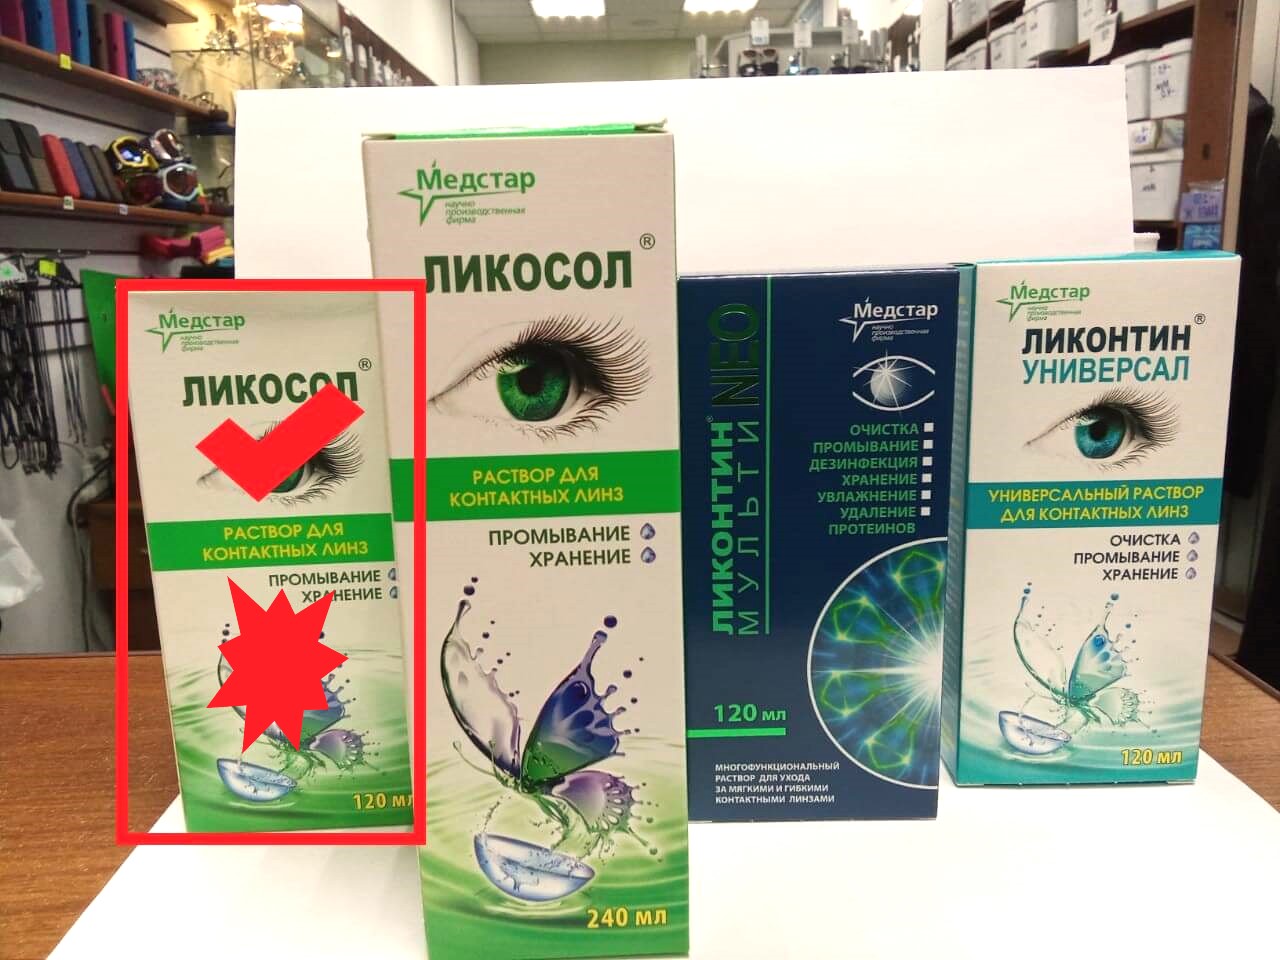 Медстар
научно
производственная
фирма
ЛИКОСОЛ®
РАСТВОР ДЛЯ
КОНТАКТНЫХ ЛИНЗ
ПРОМЫВАНИЕ
ХРАНЕНИЕ
120 мл
Медстар
научно
производственная
фирма
ЛИКОСОЛ®
РАСТВОР ДЛЯ
КОНТАКТНЫХ ЛИНЗ
ПРОМЫВАНИЕ
ХРАНЕНИЕ
240 мл
ЛИКОНТИН®
МУЛЬТИ NEO
Медстар
научно
производственная
фирма
ОЧИСТКА
ПРОМЫВАНИЕ
ДЕЗИНФЕКЦИЯ
ХРАНЕНИЕ
УВЛАЖНЕНИЕ
УДАЛЕНИЕ
ПРОТЕИНОВ
120 мл
МНОГОФУНКЦИОНАЛЬНЫЙ
РАСТВОР ДЛЯ УХОДА
ЗА МЯГКИМИ И ГИБКИМИ
КОНТАКТНЫМИ ЛИНЗАМИ
Медстар
научно
производственная
фирма
ЛИКОНТИН®
УНИВЕРСАЛ
УНИВЕРСАЛЬНЫЙ РАСТВОР
ДЛЯ КОНТАКТНЫХ ЛИНЗ
ОЧИСТКА
ПРОМЫВАНИЕ
ХРАНЕНИЕ
120 мл